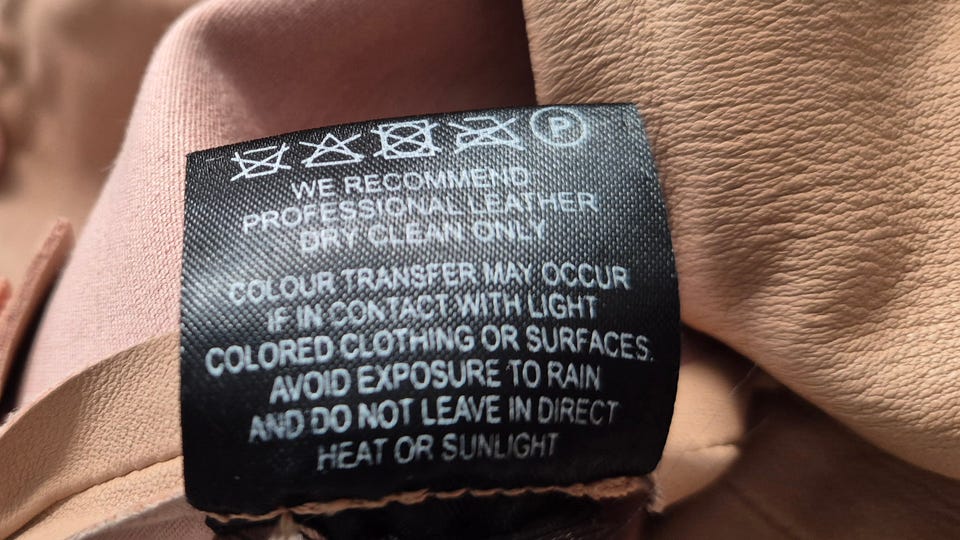 P
WE RECOMMEND
PROFESSIONAL LEATHER
DRY CLEAN ONLY
COLOUR TRANSFER MAY OCCUR
IF IN CONTACT WITH LIGHT
COLORED CLOTHING OR SURFACES.
AVOID EXPOSURE TO RAIN
AND DO NOT LEAVE IN DIRECT
HEAT OR SUNLIGHT